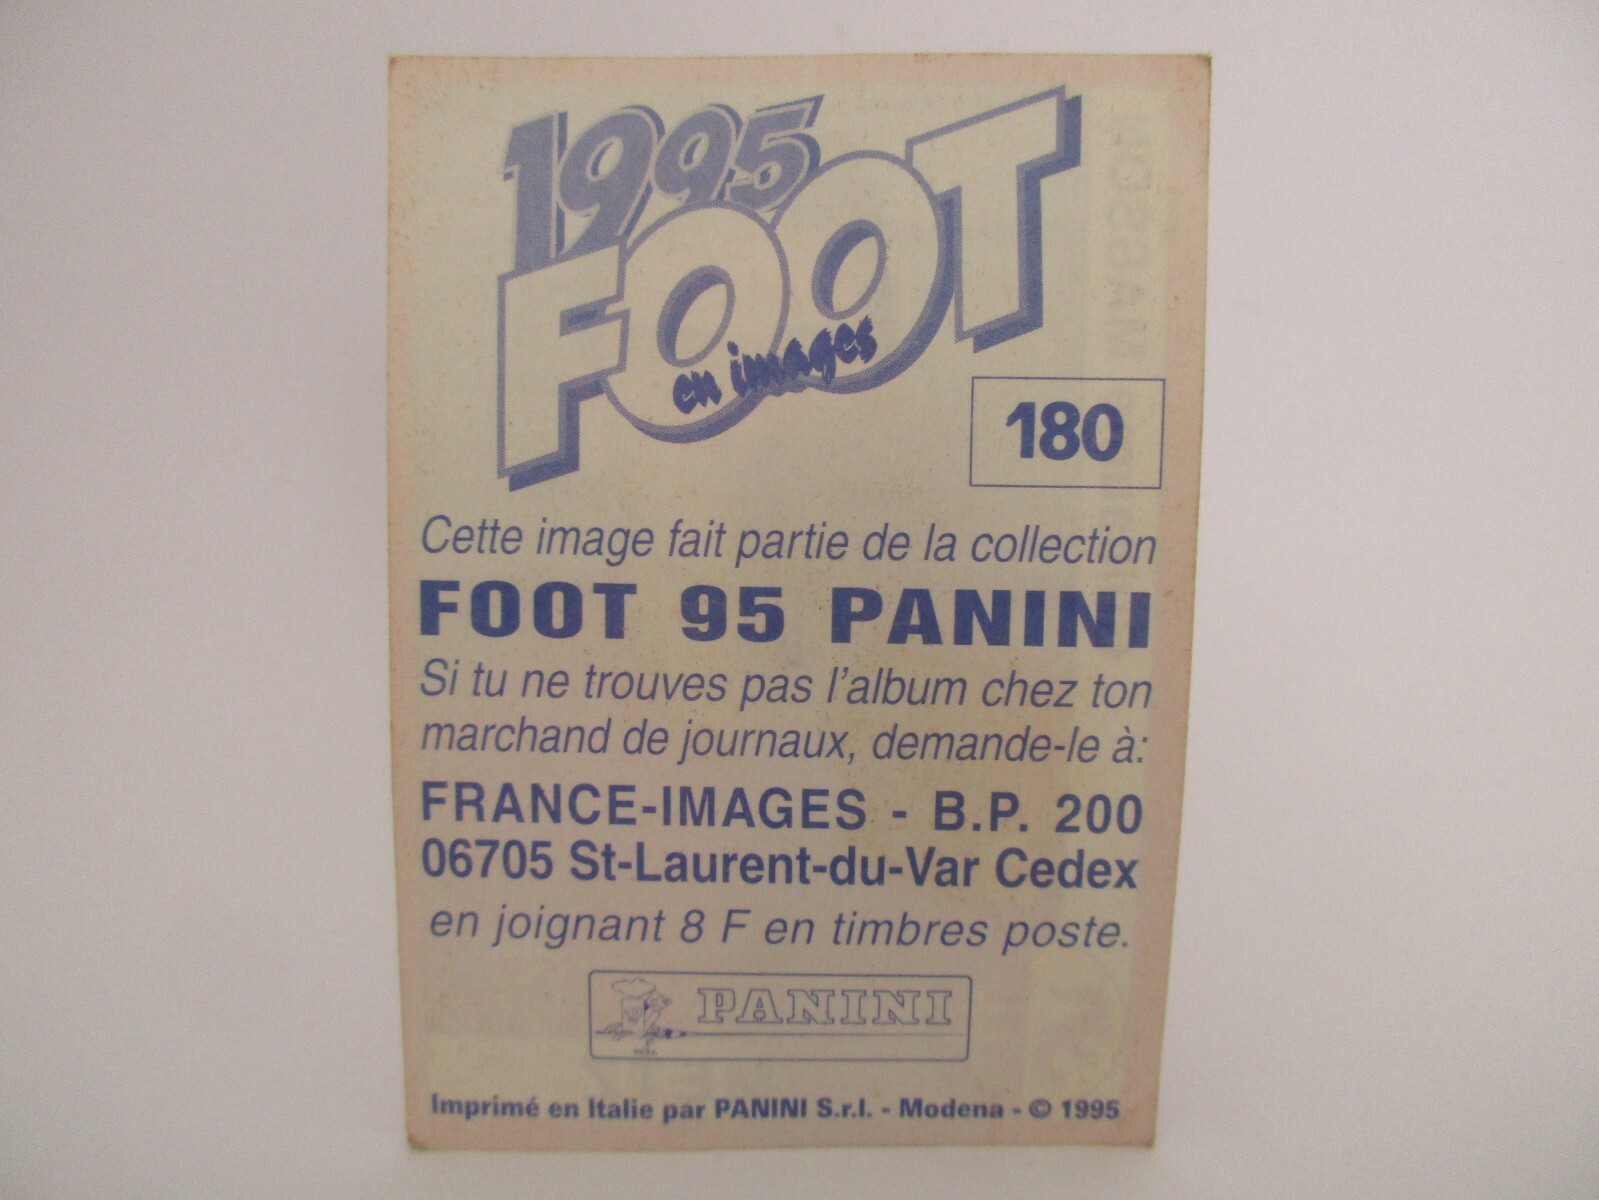 1995
FOOT
en images
180
Cette image fait partie de la collection
FOOT 95 PANINI
Si tu ne trouves pas l'album chez ton
marchand de journaux, demande-le à:
FRANCE-IMAGES - B.P. 200
06705 St-Laurent-du-Var Cedex
en joignant 8 F en timbres poste.
PANINI
Imprimé en Italie par PANINI S.r.l. - Modena - © 1995